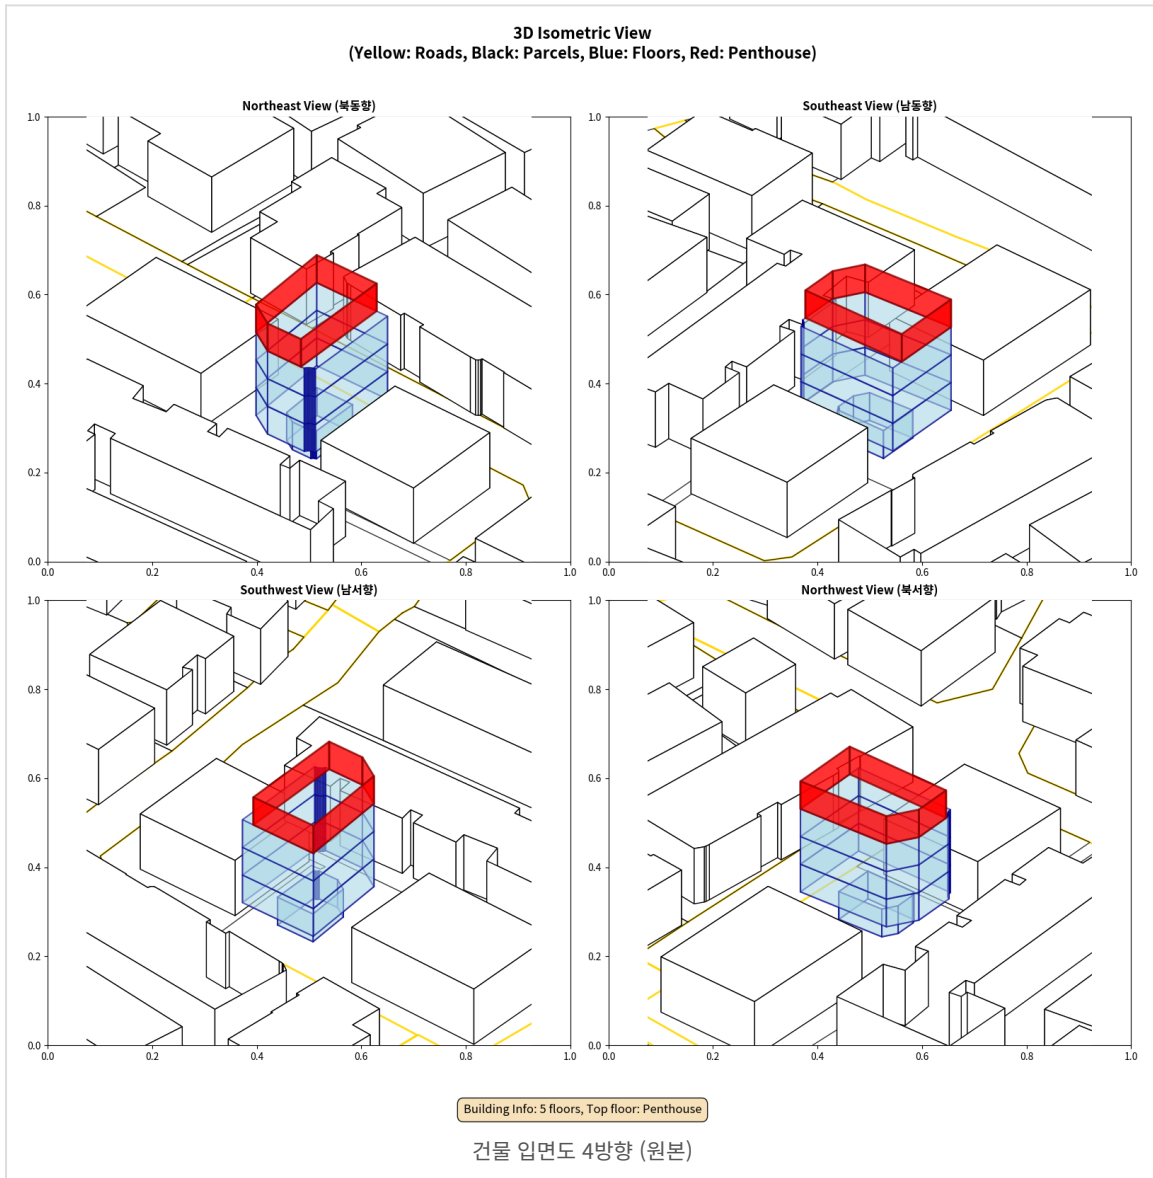 3D Isometric View
(Yellow: Roads, Black: Parcels, Blue: Floors, Red: Penthouse)
Northeast View (북동향)
1.0
0.8
0.6
0.4
0.2
0.0
0.0 0.2 0.4 0.6 0.8 1.0
Southeast View (남동향)
1.0
0.8
0.6
0.4
0.2
0.0
0.0 0.2 0.4 0.6 0.8 1.0
Southwest View (남서향)
1.0
0.8
0.6
0.4
0.2
0.0
0.0 0.2 0.4 0.6 0.8 1.0
Northwest View (북서향)
1.0
0.8
0.6
0.4
0.2
0.0
0.0 0.2 0.4 0.6 0.8 1.0
Building Info: 5 floors, Top floor: Penthouse
건물 입면도 4방향 (원본)